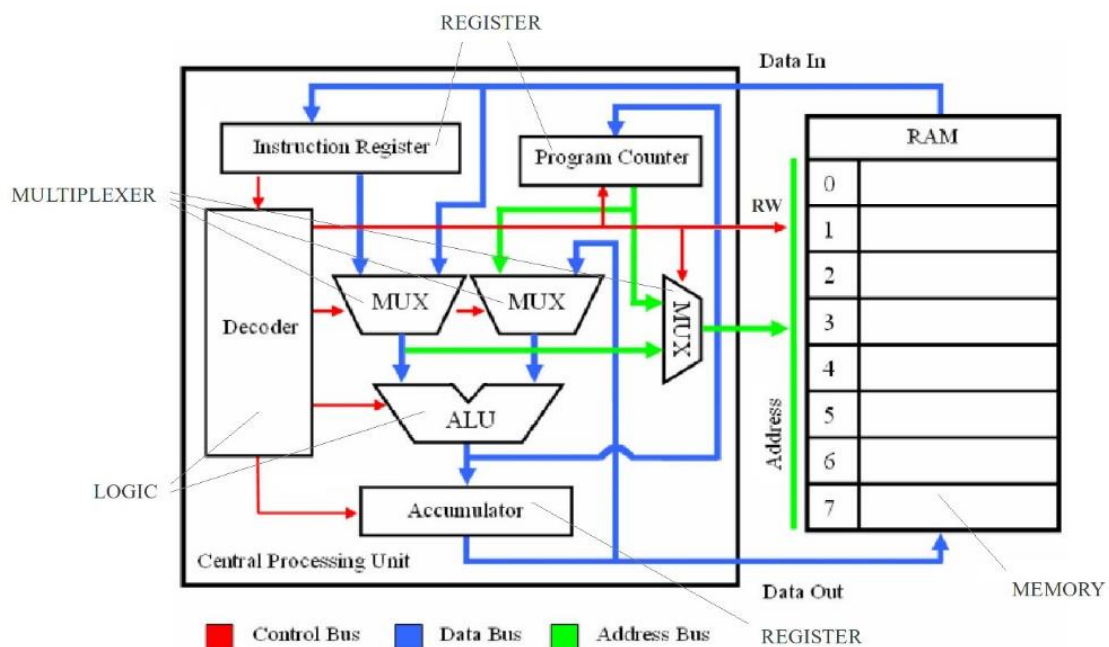 REGISTER
Data In
Instruction Register
Program Counter
RAM
MULTIPLEXER
RW
0
1
2
3
4
5
6
7
MUX
MUX
MUX
Decoder
ALU
Address
LOGIC
Accumulator
Central Processing Unit
Data Out
MEMORY
Control Bus
Data Bus
Address Bus
REGISTER